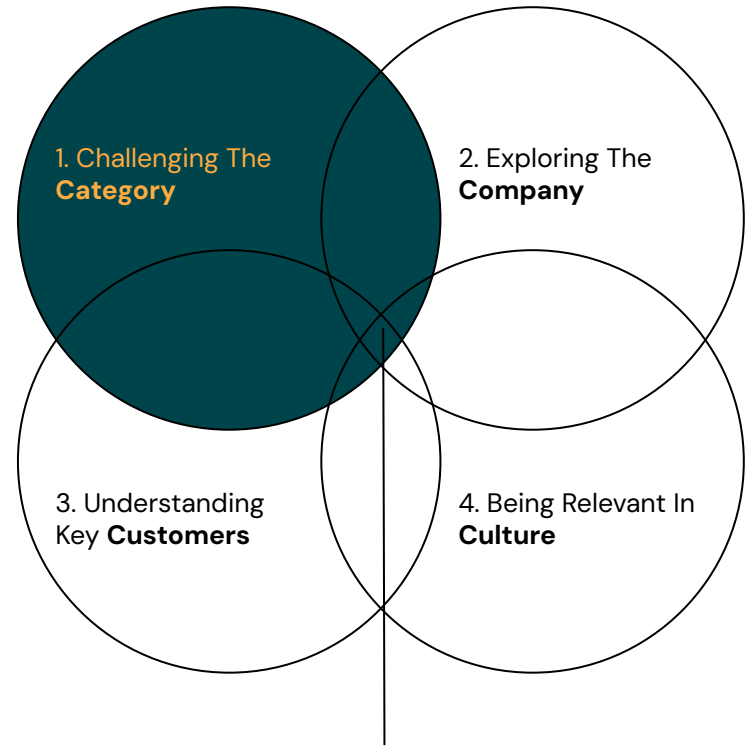 1. Challenging The
Category
2. Exploring The
Company
3. Understanding
Key Customers
4. Being Relevant In
Culture